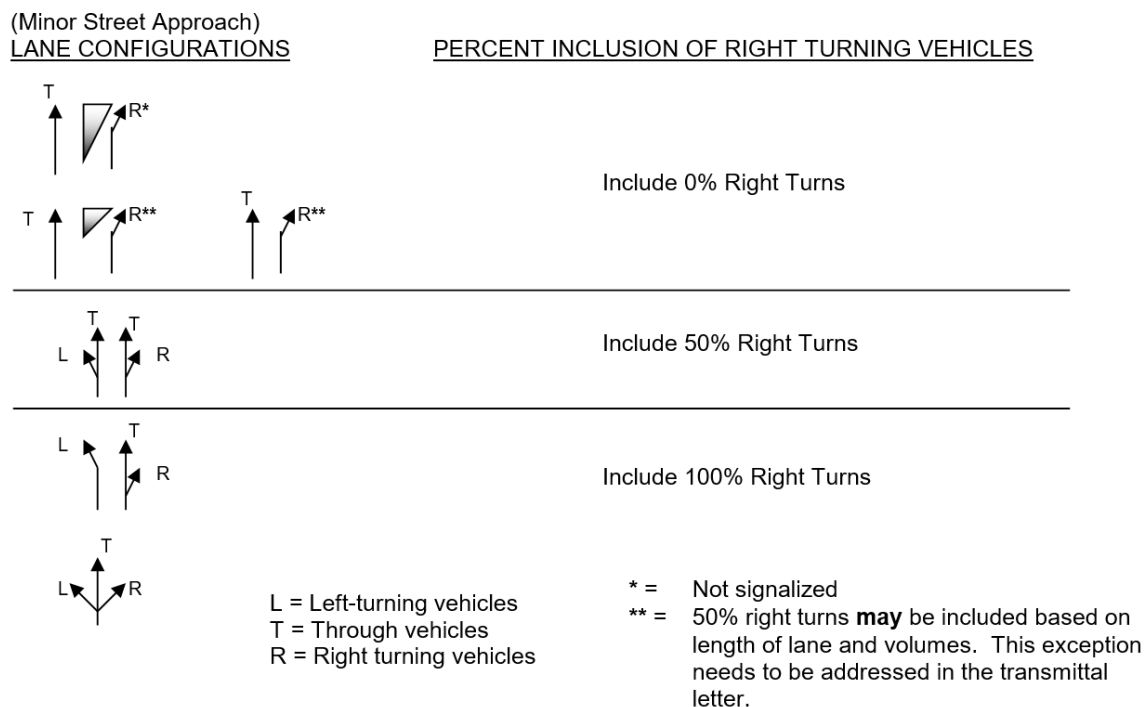 (Minor Street Approach)
LANE CONFIGURATIONS
PERCENT INCLUSION OF RIGHT TURNING VEHICLES
T
R*
Include 0% Right Turns
T
R**
T
R**
T
T
L
R
Include 50% Right Turns
L
T
R
Include 100% Right Turns
T
L
R
L = Left-turning vehicles
T = Through vehicles
R = Right turning vehicles
* = Not signalized
** = 50% right turns may be included based on
length of lane and volumes. This exception
needs to be addressed in the transmittal
letter.